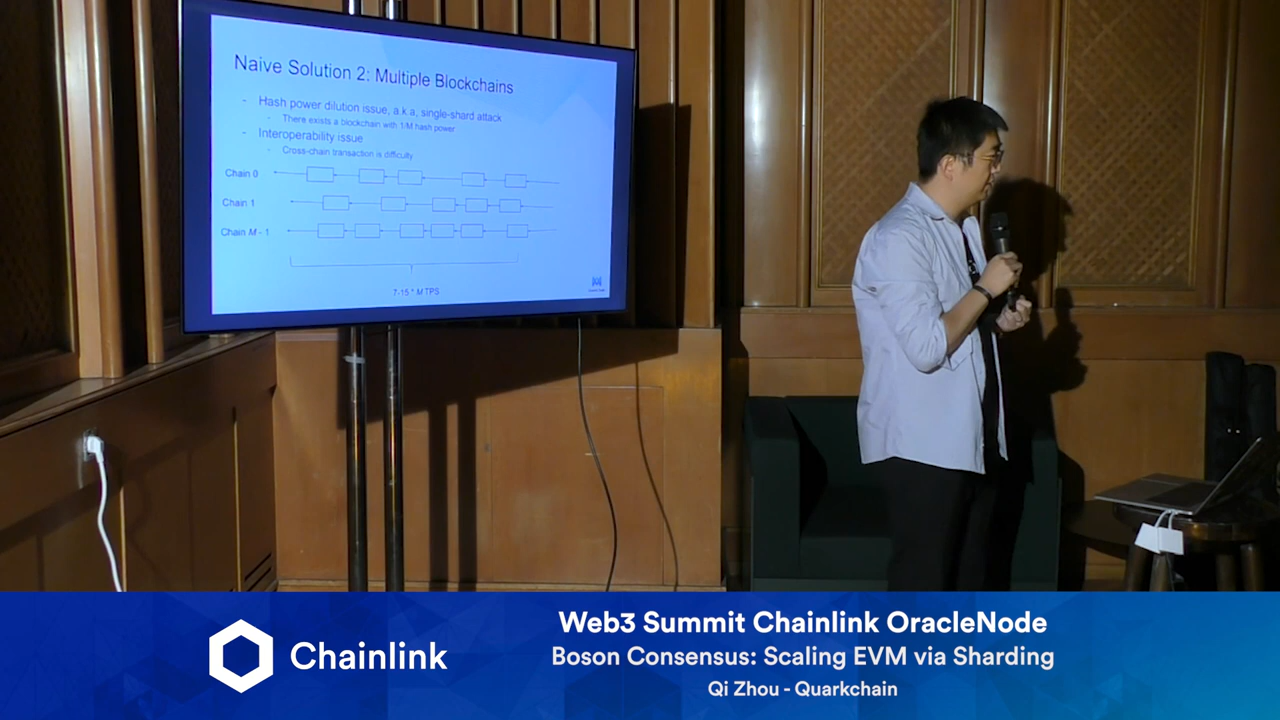 Naive Solution 2: Multiple Blockchains
- Hash power dilution issue, a.k.a, single-shard attack
- There exists a blockchain with 1/M hash power
- Interoperability issue
- Cross-chain transaction is difficulty
Chain 0
Chain 1
Chain M - 1
7-15 * M TPS
Chainlink
Web3 Summit Chainlink OracleNode
Boson Consensus: Scaling EVM via Sharding
Qi Zhou - Quarkchain